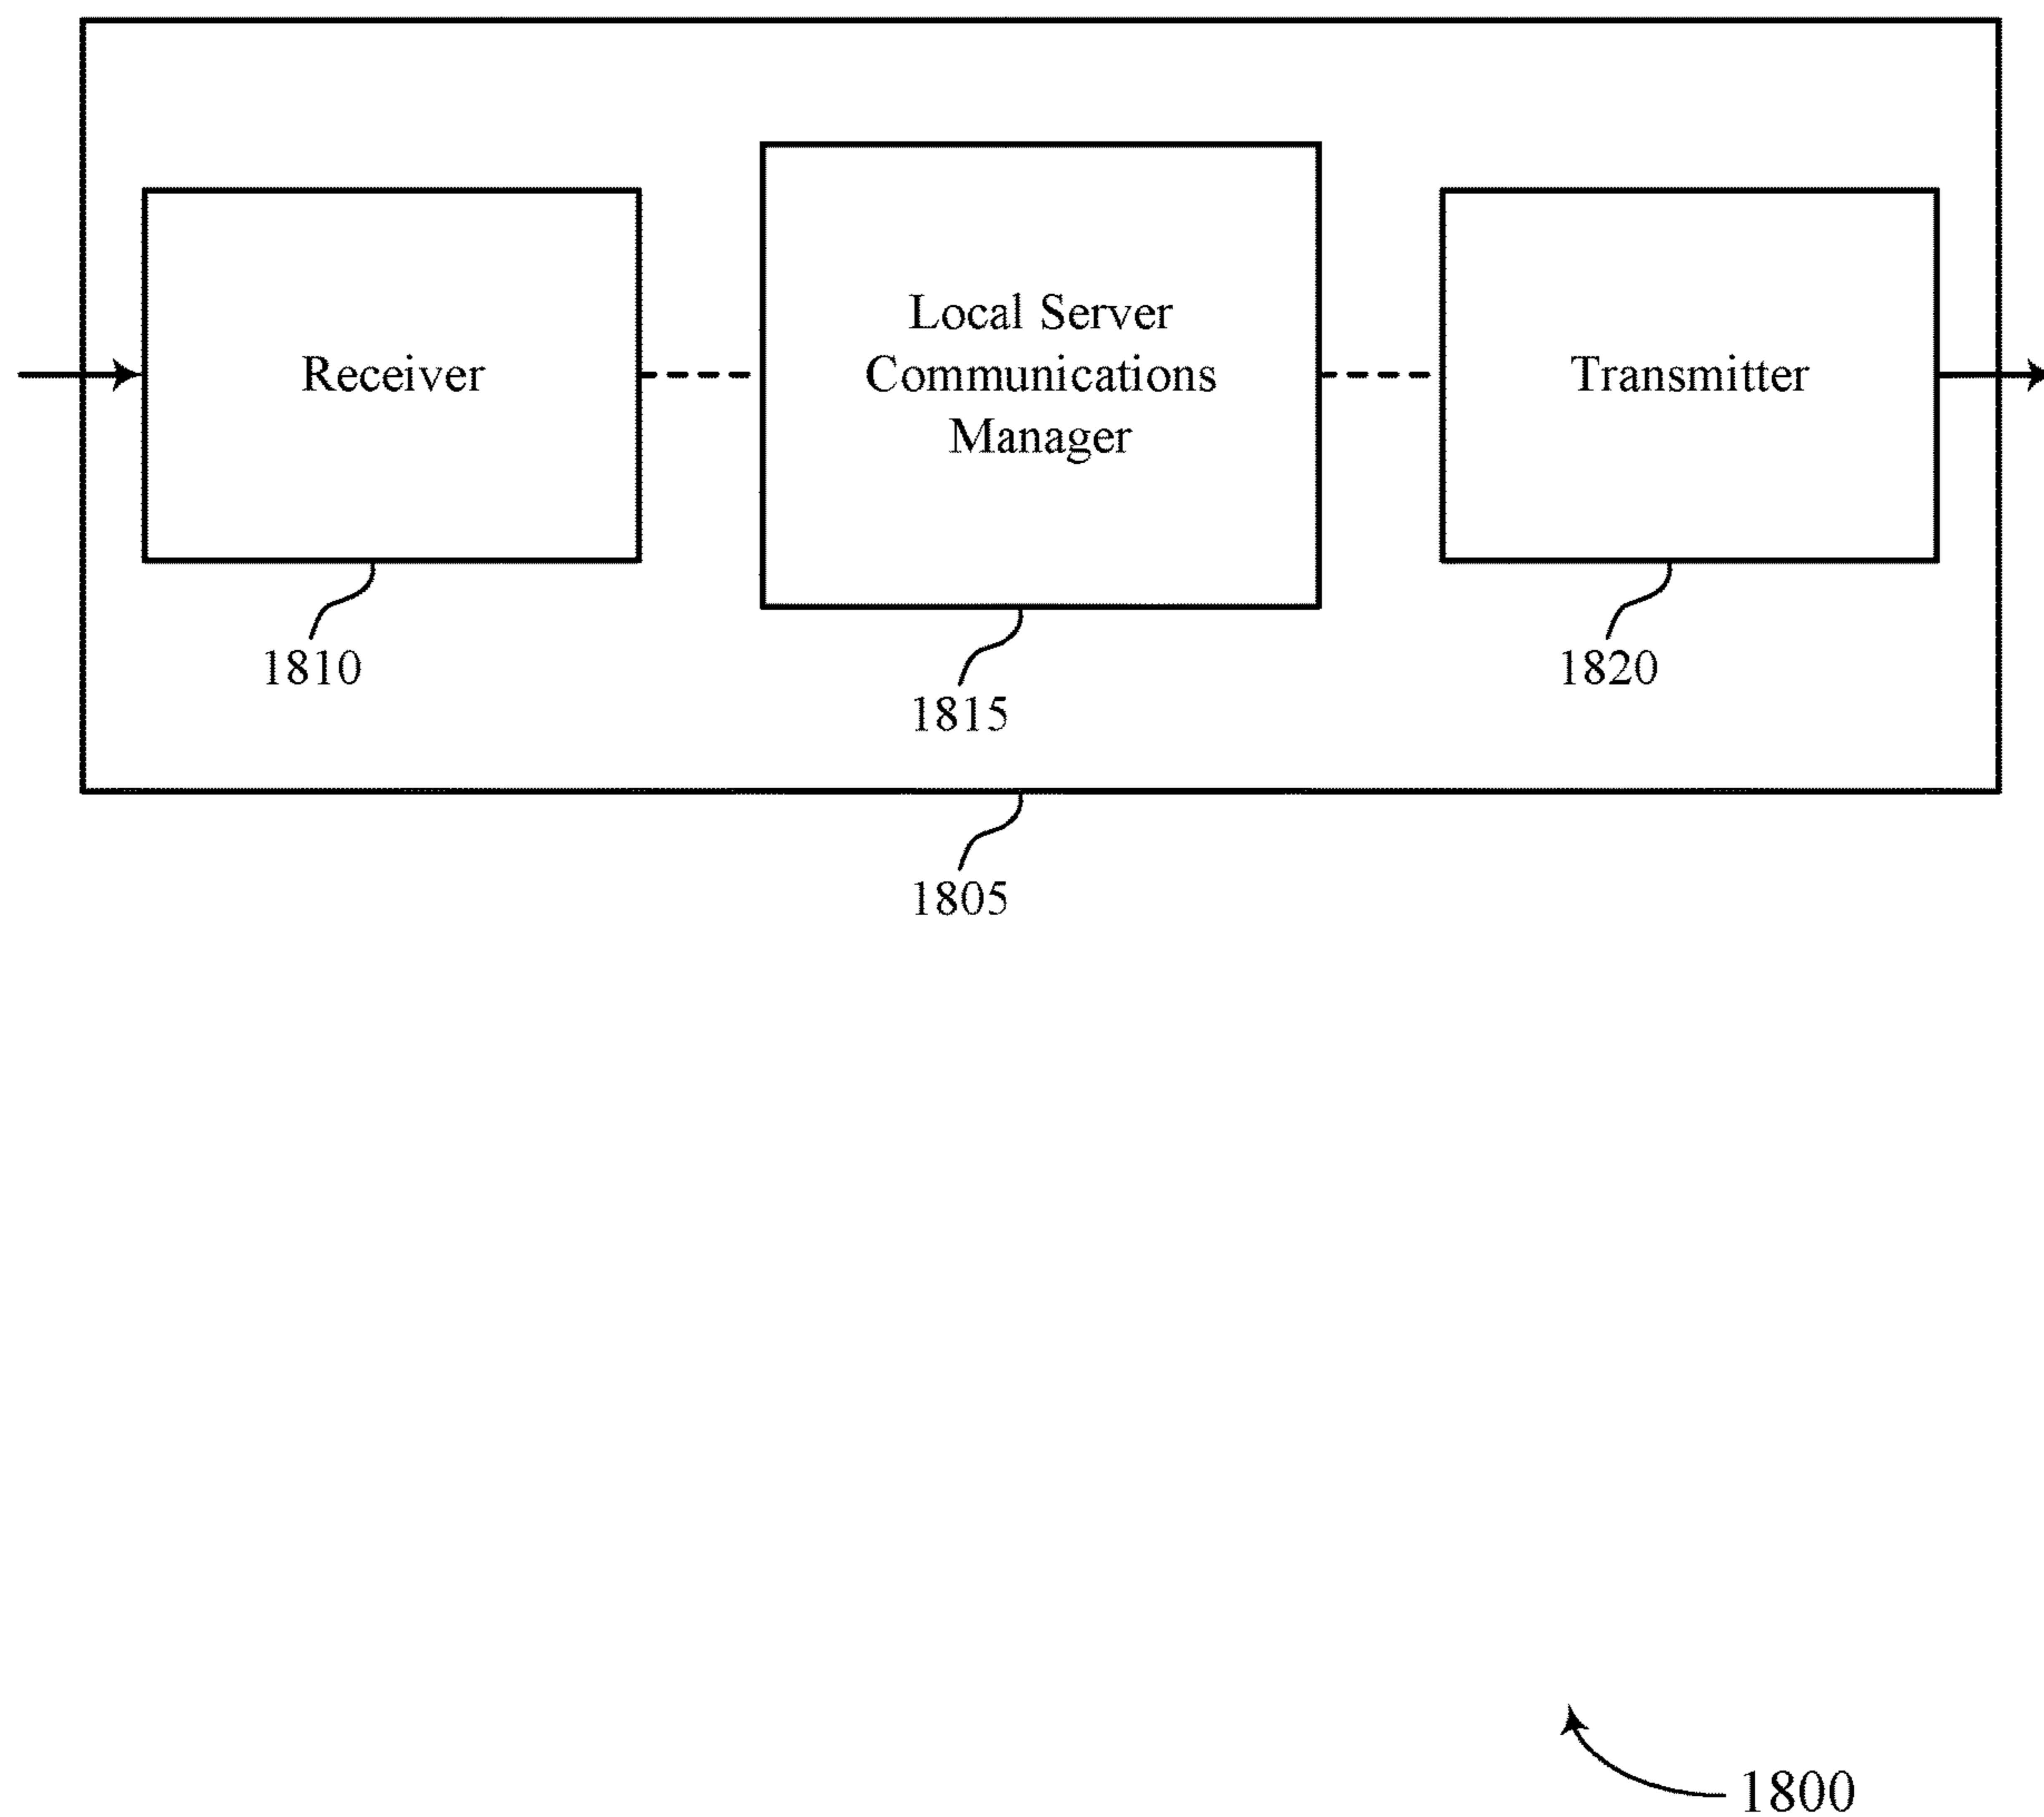 Receiver
Local Server
Communications
Manager
Transmitter
1810
1815
1820
1805
1800